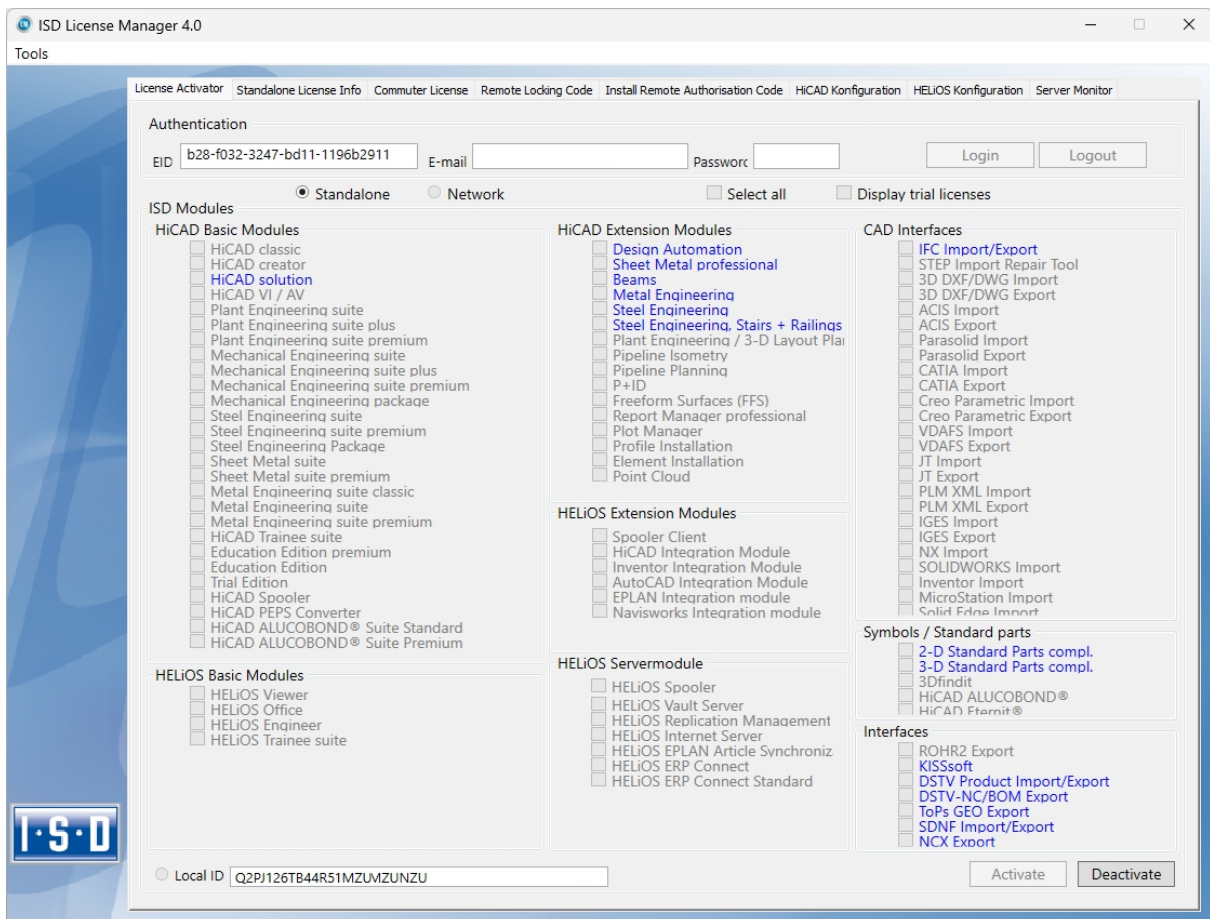 ISD License Manager 4.0
Tools
License Activator Standalone License Info Commuter License Remote Locking Code Install Remote Authorisation Code HiCAD Konfiguration HELiOS Konfiguration Server Monitor
Authentication
EID b28-f032-3247-bd11-1196b2911 E-mail Passworc Login Logout
Standalone Network Select all Display trial licenses
ISD Modules
HiCAD Basic Modules
HiCAD classic
HiCAD creator
HiCAD solution
HiCAD VI / AV
Plant Engineering suite
Plant Engineering suite plus
Plant Engineering suite premium
Mechanical Engineering suite
Mechanical Engineering suite plus
Mechanical Engineering suite premium
Mechanical Engineering package
Steel Engineering suite
Steel Engineering suite premium
Steel Engineering Package
Sheet Metal suite
Sheet Metal suite premium
Metal Engineering suite classic
Metal Engineering suite
Metal Engineering suite premium
HiCAD Trainee suite
Education Edition premium
Education Edition
Trial Edition
HiCAD Spooler
HiCAD PEPS Converter
HiCAD ALUCOBOND® Suite Standard
HiCAD ALUCOBOND® Suite Premium
HELiOS Basic Modules
HELiOS Viewer
HELiOS Office
HELiOS Engineer
HELiOS Trainee suite
HiCAD Extension Modules
Design Automation
Sheet Metal professional
Beams
Metal Engineering
Steel Engineering
Steel Engineering, Stairs + Railings
Plant Engineering / 3-D Layout Plar
Pipeline Isometry
Pipeline Planning
P+ID
Freeform Surfaces (FFS)
Report Manager professional
Plot Manager
Profile Installation
Element Installation
Point Cloud
HELiOS Extension Modules
Spooler Client
HiCAD Integration Module
Inventor Integration Module
AutoCAD Integration Module
EPLAN Integration module
Navisworks Integration module
HELiOS Servermodule
HELiOS Spooler
HELiOS Vault Server
HELiOS Replication Management
HELiOS Internet Server
HELiOS EPLAN Article Synchroniz
HELiOS ERP Connect
HELiOS ERP Connect Standard
CAD Interfaces
IFC Import/Export
STEP Import Repair Tool
3D DXF/DWG Import
3D DXF/DWG Export
ACIS Import
ACIS Export
Parasolid Import
Parasolid Export
CATIA Import
CATIA Export
Creo Parametric Import
Creo Parametric Export
VDAFS Import
VDAFS Export
JT Import
JT Export
PLM XML Import
PLM XML Export
IGES Import
IGES Export
NX Import
SOLIDWORKS Import
Inventor Import
MicroStation Import
Solid Edge Import
Symbols / Standard parts
2-D Standard Parts compl.
3-D Standard Parts compl.
3Dfindit
HiCAD ALUCOBOND®
HiCAD Eternit®
Interfaces
ROHR2 Export
KISSsoft
DSTV Product Import/Export
DSTV-NC/BOM Export
ToPs GEO Export
SDNF Import/Export
NCX Export
I·S·D
Local ID Q2PJ126TB44R51MZUMZUNZU Activate Deactivate